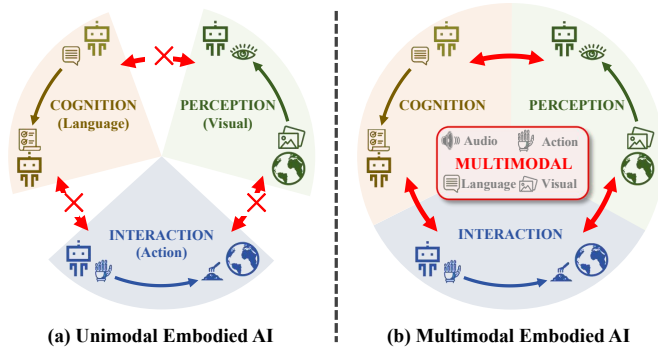 COGNITION
(Language)
PERCEPTION
(Visual)
INTERACTION
(Action)
(a) Unimodal Embodied AI
COGNITION
PERCEPTION
Audio
Action
MULTIMODAL
Language
Visual
INTERACTION
(b) Multimodal Embodied AI